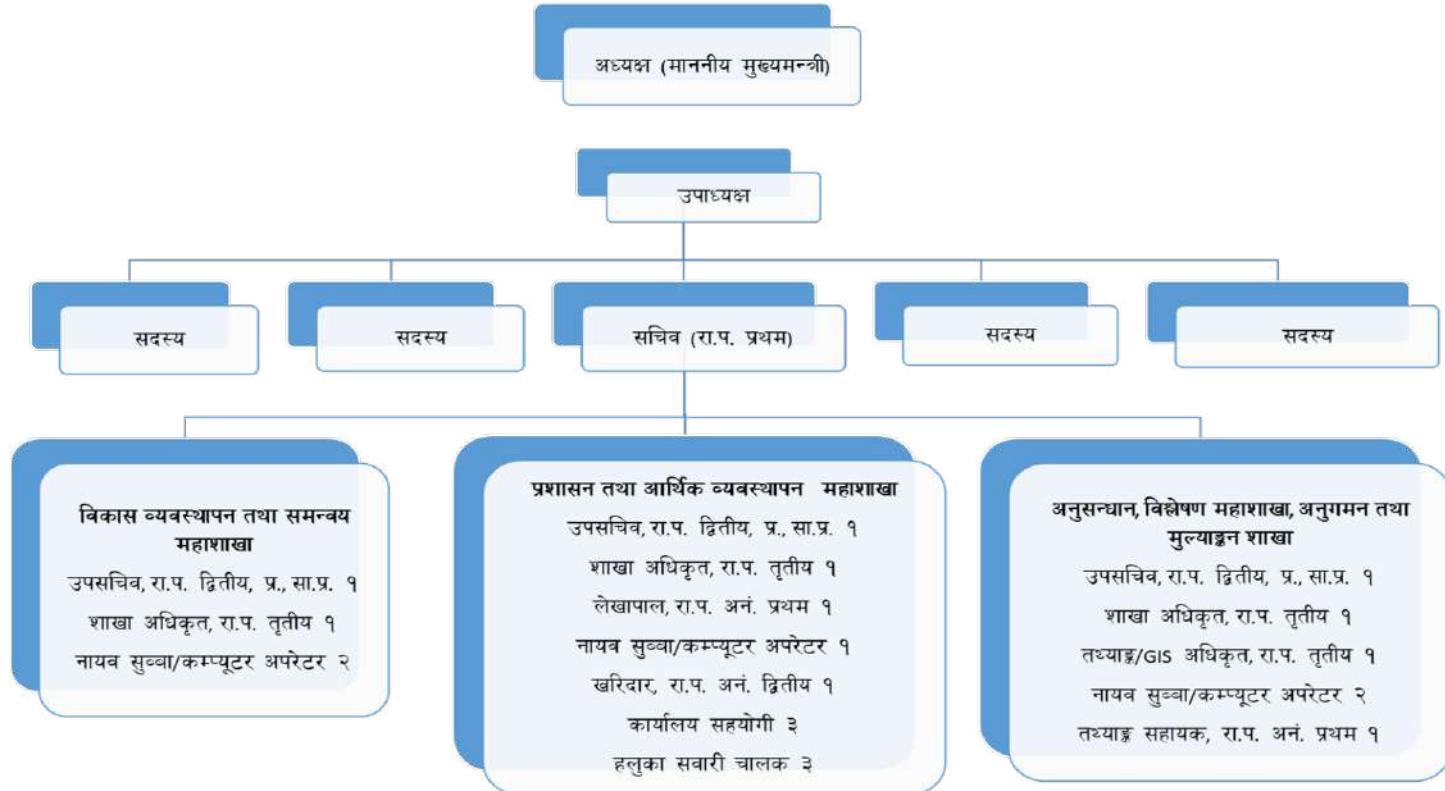 अध्यक्ष (माननीय मुख्यमन्त्री)
उपाध्यक्ष
सदस्य
सदस्य
सचिव (रा.प. प्रथम)
सदस्य
सदस्य
विकास व्यवस्थापन तथा समन्वय
महाशाखा
उपसचिव, रा.प. द्वितीय, प्र., सा.प्र. १
शाखा अधिकृत, रा.प. तृतीय १
नायव सुब्बा/कम्प्यूटर अपरेटर २
प्रशासन तथा आर्थिक व्यवस्थापन महाशाखा
उपसचिव, रा.प. द्वितीय, प्र., सा.प्र. १
शाखा अधिकृत, रा.प. तृतीय १
लेखापाल, रा.प. अनं. प्रथम १
नायव सुब्बा/कम्प्यूटर अपरेटर १
खरिदार, रा.प. अनं. द्वितीय १
कार्यालय सहयोगी ३
हलुका सवारी चालक ३
अनुसन्धान, विश्लेषण महाशाखा, अनुगमन तथा
मुल्याङ्कन शाखा
उपसचिव, रा.प. द्वितीय, प्र., सा.प्र. १
शाखा अधिकृत, रा.प. तृतीय १
तथ्याङ्क/GIS अधिकृत, रा.प. तृतीय १
नायव सुब्बा/कम्प्यूटर अपरेटर २
तथ्याङ्क सहायक, रा.प. अनं. प्रथम १